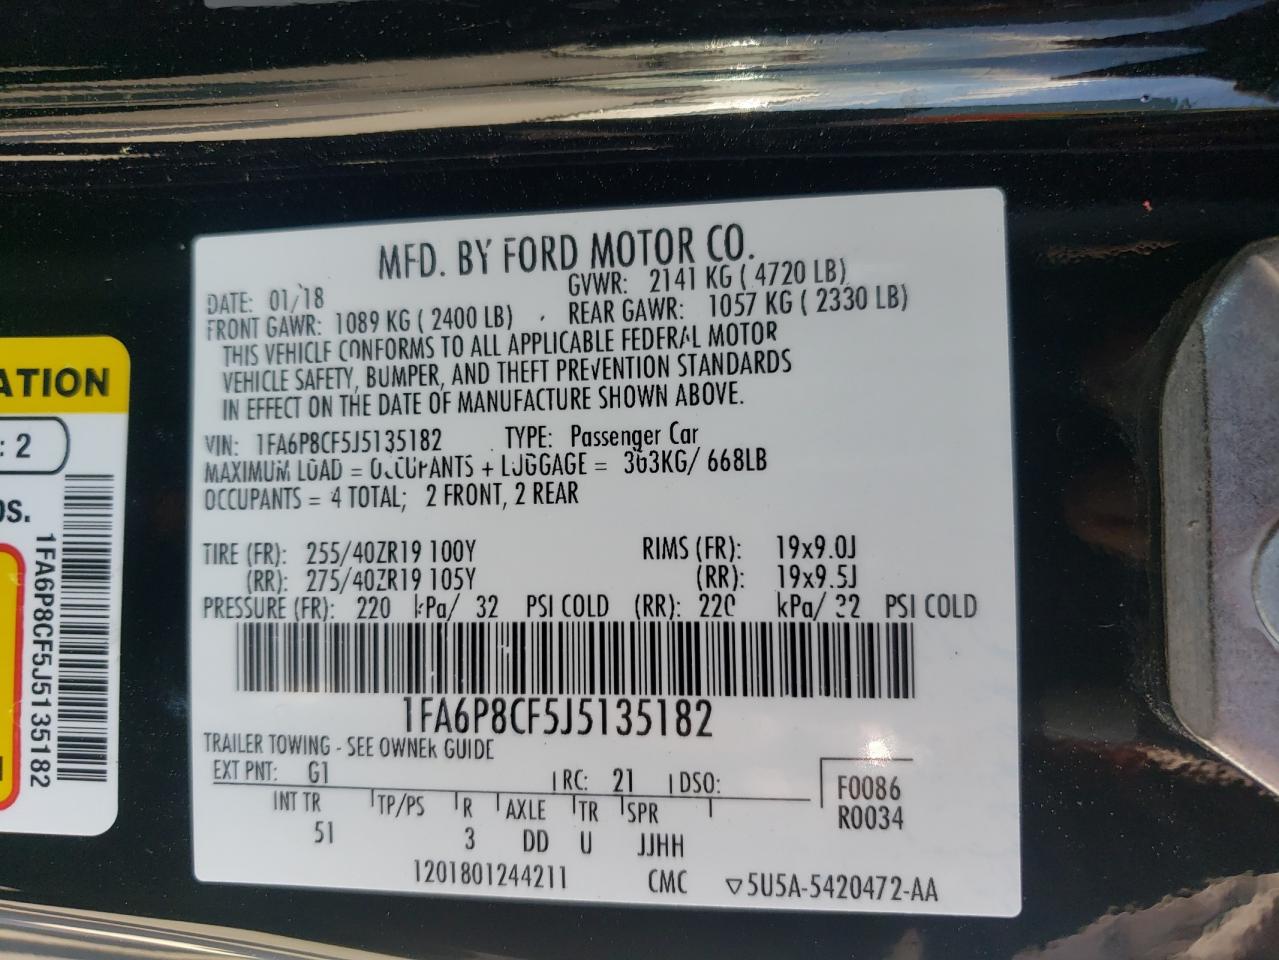 MFD. BY FORD MOTOR CO.
DATE: 01/18 GVWR: 2141 KG ( 4720 LB)
FRONT GAWR: 1089 KG ( 2400 LB) , REAR GAWR: 1057 KG ( 2330 LB)
THIS VEHICLE CONFORMS TO ALL APPLICABLE FEDERAL MOTOR
VEHICLE SAFETY, BUMPER, AND THEFT PREVENTION STANDARDS
IN EFFECT ON THE DATE OF MANUFACTURE SHOWN ABOVE.
VIN: 1FA6P8CF5J5135182 TYPE: Passenger Car
MAXIMUM LOAD = OCCUPANTS + LUGGAGE = 303KG/ 668LB
OCCUPANTS = 4 TOTAL; 2 FRONT, 2 REAR
TIRE (FR): 255/40ZR19 100Y RIMS (FR): 19x9.0J
(RR): 275/40ZR19 105Y (RR): 19x9.5J
PRESSURE (FR): 220 kPa/ 32 PSI COLD (RR): 220 kPa/ 32 PSI COLD
1FA6P8CF5J5135182
TRAILER TOWING - SEE OWNER GUIDE
EXT PNT: G1 RC: 21 DSO: F0086
INT TR TP/PS R AXLE TR SPR R0034
51 3 DD U JJHH
1201801244211 CMC ▽5U5A-5420472-AA
ATION
: 2
OS.
1FA6P8CF5J5135182